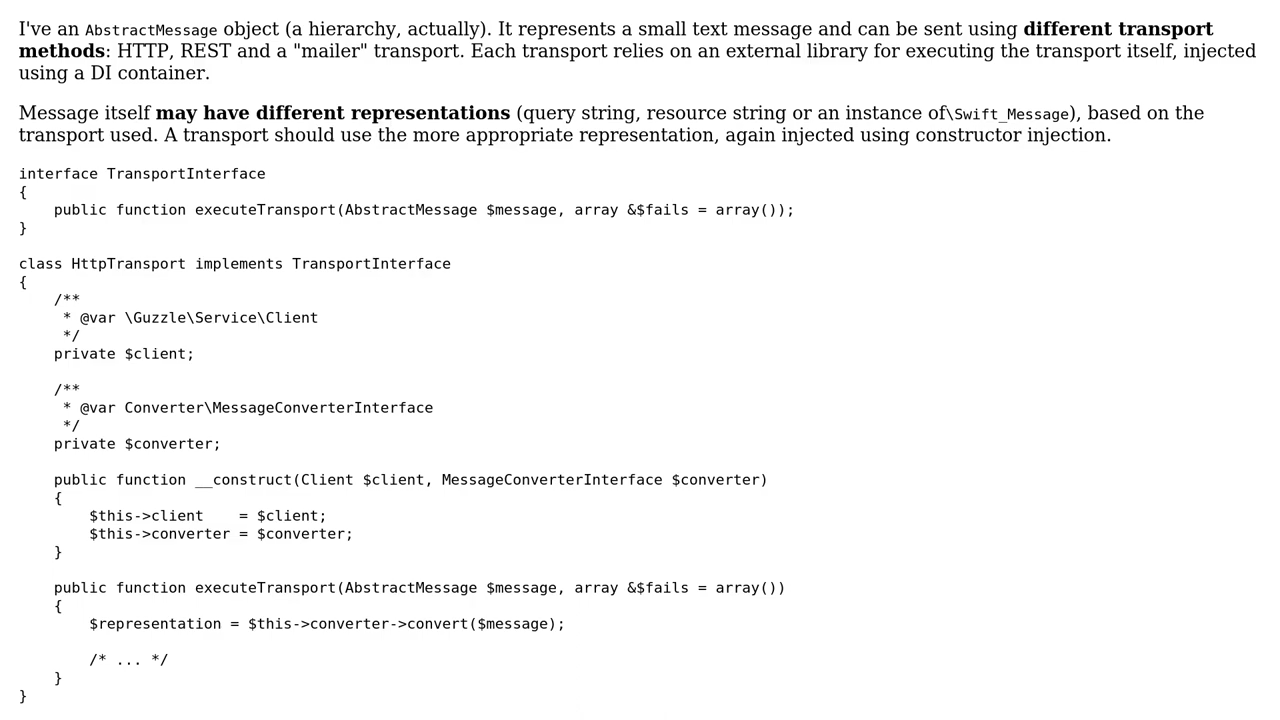 I've an AbstractMessage object (a hierarchy, actually). It represents a small text message and can be sent using different transport
methods: HTTP, REST and a "mailer" transport. Each transport relies on an external library for executing the transport itself, injected
using a DI container.
Message itself may have different representations (query string, resource string or an instance of\Swift_Message), based on the
transport used. A transport should use the more appropriate representation, again injected using constructor injection.
interface TransportInterface
{
    public function executeTransport(AbstractMessage $message, array &$fails = array());
}
class HttpTransport implements TransportInterface
{
    /**
     * @var \Guzzle\Service\Client
     */
    private $client;
    /**
     * @var Converter\MessageConverterInterface
     */
    private $converter;
    public function __construct(Client $client, MessageConverterInterface $converter)
    {
        $this->client    = $client;
        $this->converter = $converter;
    }
    public function executeTransport(AbstractMessage $message, array &$fails = array())
    {
        $representation = $this->converter->convert($message);
        /* ... */
    }
}